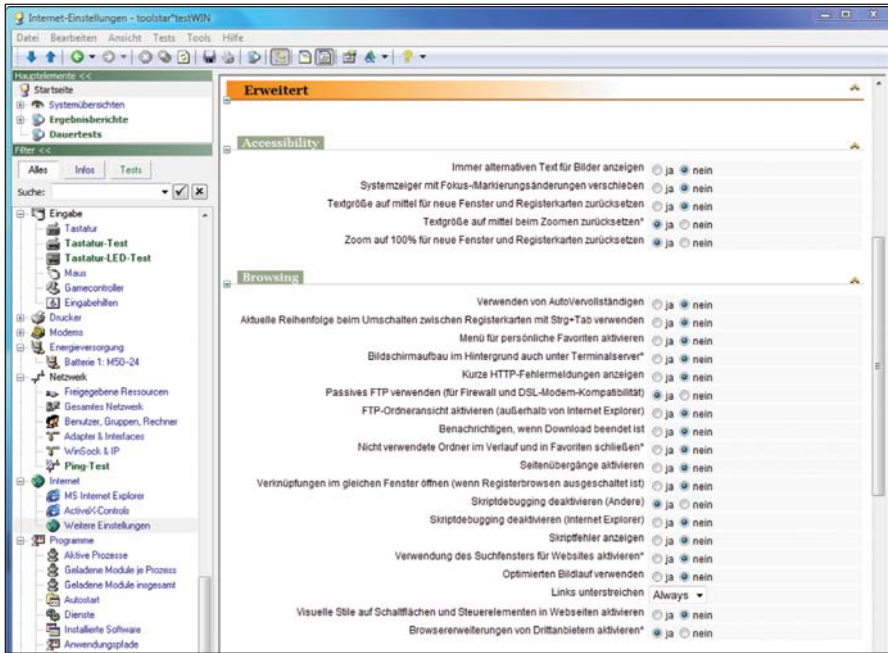 Internet-Einstellungen - toolstar*testWIN
Datei Bearbeiten Ansicht Tests Tools Hilfe
Hauptelemente <<
Startseite
Systemübersichten
Ergebnisberichte
Dauertests
Filter <<
Alles Infos Tests
Suche:
Eingabe
Tastatur
Tastatur-Test
Tastatur-LED-Test
Maus
Gamecontroller
Eingabehilfen
Drucker
Modems
Energieversorgung
Batterie 1: M50-24
Netzwerk
Freigegebene Ressourcen
Gesamtes Netzwerk
Benutzer, Gruppen, Rechner
Adapter & Interfaces
WinSock & IP
Ping-Test
Internet
MS Internet Explorer
ActiveX-Controls
Weitere Einstellungen
Programme
Aktive Prozesse
Geladene Module je Prozess
Geladene Module insgesamt
Autostart
Dienste
Installierte Software
Anwendungspfade
Erweitert
Accessibility
Immer alternativen Text für Bilder anzeigen ja nein
Systemzeiger mit Fokus-/Markierungsänderungen verschieben ja nein
Textgröße auf mittel für neue Fenster und Registerkarten zurücksetzen ja nein
Textgröße auf mittel beim Zoomen zurücksetzen* ja nein
Zoom auf 100% für neue Fenster und Registerkarten zurücksetzen ja nein
Browsing
Verwenden von AutoVervollständigen ja nein
Aktuelle Reihenfolge beim Umschalten zwischen Registerkarten mit Strg+Tab verwenden ja nein
Menü für persönliche Favoriten aktivieren ja nein
Bildschirmaufbau im Hintergrund auch unter Terminalserver* ja nein
Kurze HTTP-Fehlermeldungen anzeigen ja nein
Passives FTP verwenden (für Firewall und DSL-Modem-Kompatibilität) ja nein
FTP-Ordneransicht aktivieren (außerhalb von Internet Explorer) ja nein
Benachrichtigen, wenn Download beendet ist ja nein
Nicht verwendete Ordner im Verlauf und in Favoriten schließen* ja nein
Seitenübergänge aktivieren ja nein
Verknüpfungen im gleichen Fenster öffnen (wenn Registerbrowsen ausgeschaltet ist) ja nein
Skriptdebugging deaktivieren (Andere) ja nein
Skriptdebugging deaktivieren (Internet Explorer) ja nein
Skriptfehler anzeigen ja nein
Verwendung des Suchfensters für Websites aktivieren* ja nein
Optimierten Bildlauf verwenden ja nein
Links unterstreichen Always
Visuelle Stile auf Schaltflächen und Steuerelementen in Webseiten aktivieren ja nein
Browsererweiterungen von Drittanbietern aktivieren* ja nein